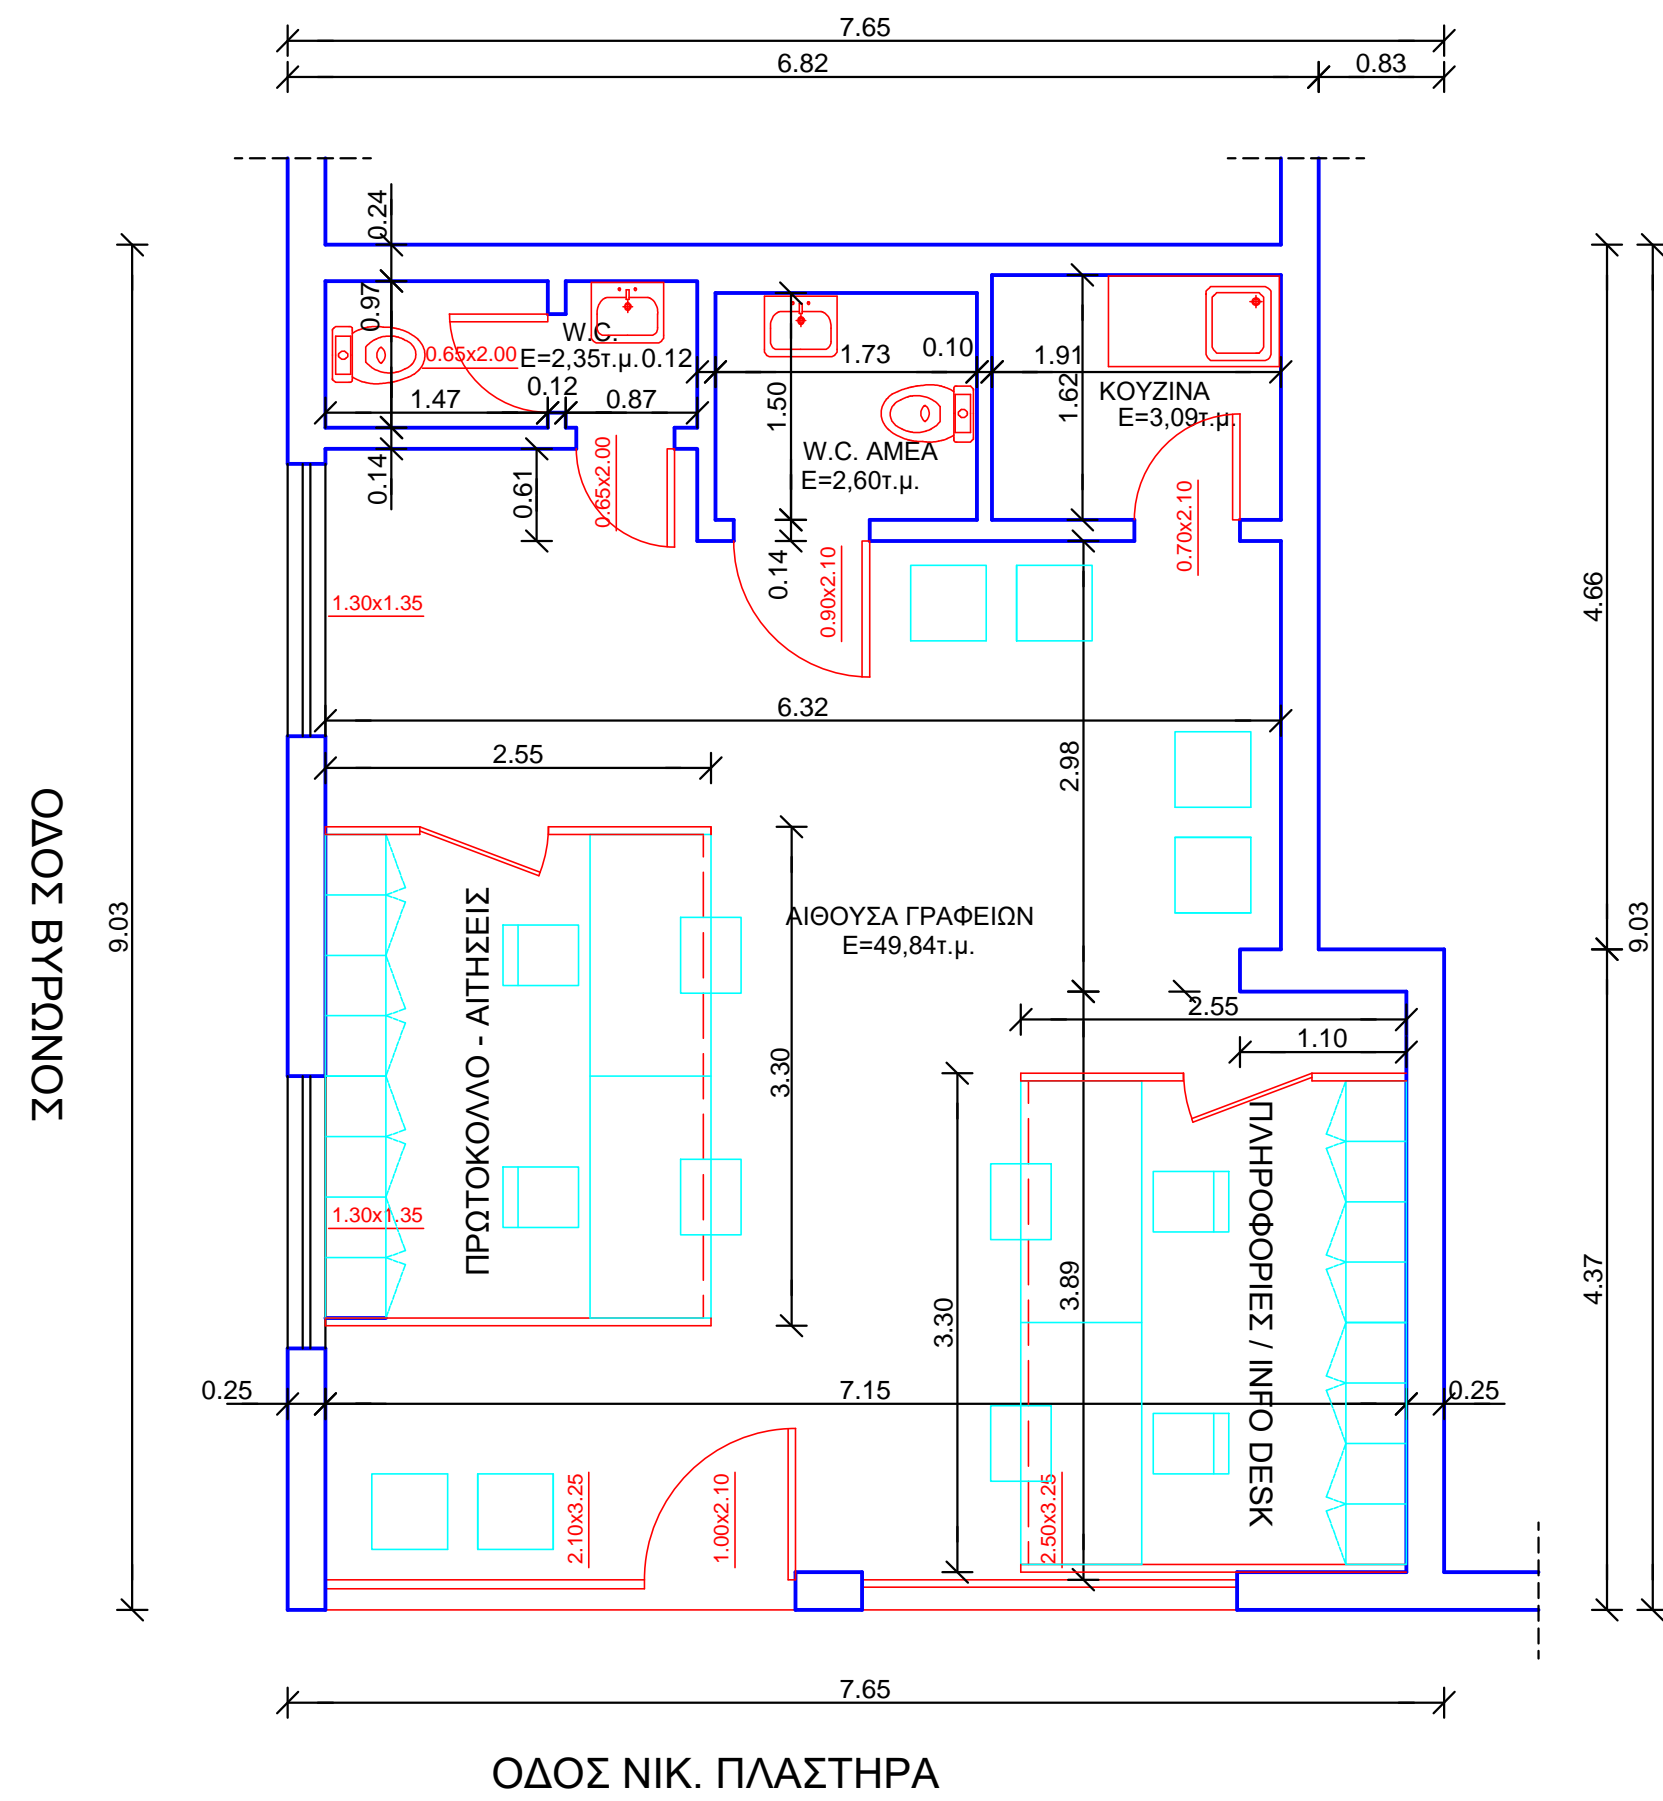 7.65
6.82
0.83
0.24
0.97
W.C.
0.65x2.00
E=2,35τ.μ.
0.12
1.73
0.10
1.91
0.12
1.47
0.87
1.50
1.62
ΚΟΥΖΙΝΑ
E=3,09τ.μ.
W.C. ΑΜΕΑ
E=2,60τ.μ.
0.14
0.61
0.65x2.00
0.70x2.10
0.14
0.90x2.10
1.30x1.35
4.66
6.32
2.55
2.98
ΟΔΟΣ ΒΥΡΩΝΟΣ
9.03
ΠΡΩΤΟΚΟΛΛΟ - ΑΙΤΗΣΕΙΣ
ΑΙΘΟΥΣΑ ΓΡΑΦΕΙΩΝ
E=49,84τ.μ.
9.03
2.55
1.10
3.30
1.30x1.35
ΠΛΗΡΟΦΟΡΙΕΣ / INFO DESK
3.89
3.30
4.37
0.25
7.15
0.25
2.10x3.25
1.00x2.10
2.50x3.25
7.65
ΟΔΟΣ ΝΙΚ. ΠΛΑΣΤΗΡΑ